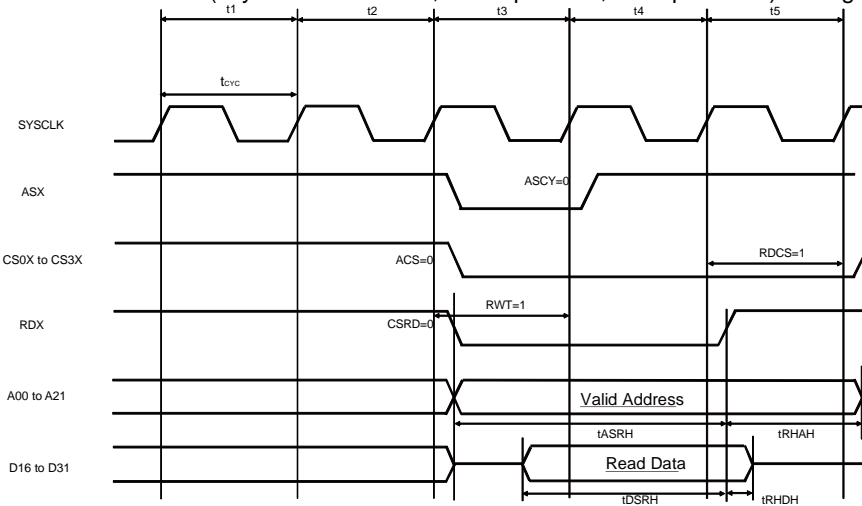 t1 t2 t3 t4 t5
tCYC
SYSCLK
ASX ASCY=0
CS0X to CS3X ACS=0 RDCS=1
RWT=1
RDX CSRD=0
A00 to A21 Valid Address
tASRH tRHAH
D16 to D31 Read Data
tDSRH tRHDH